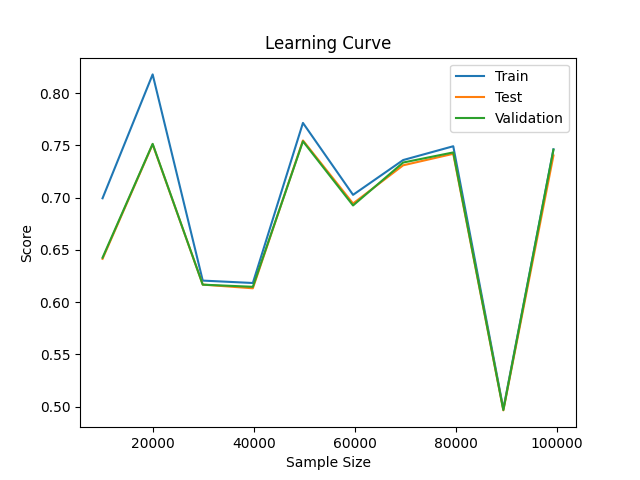 Learning Curve
Train
Test
Validation
0.80
0.75
0.70
0.65
0.60
0.55
0.50
Score
20000 40000 60000 80000 100000
Sample Size